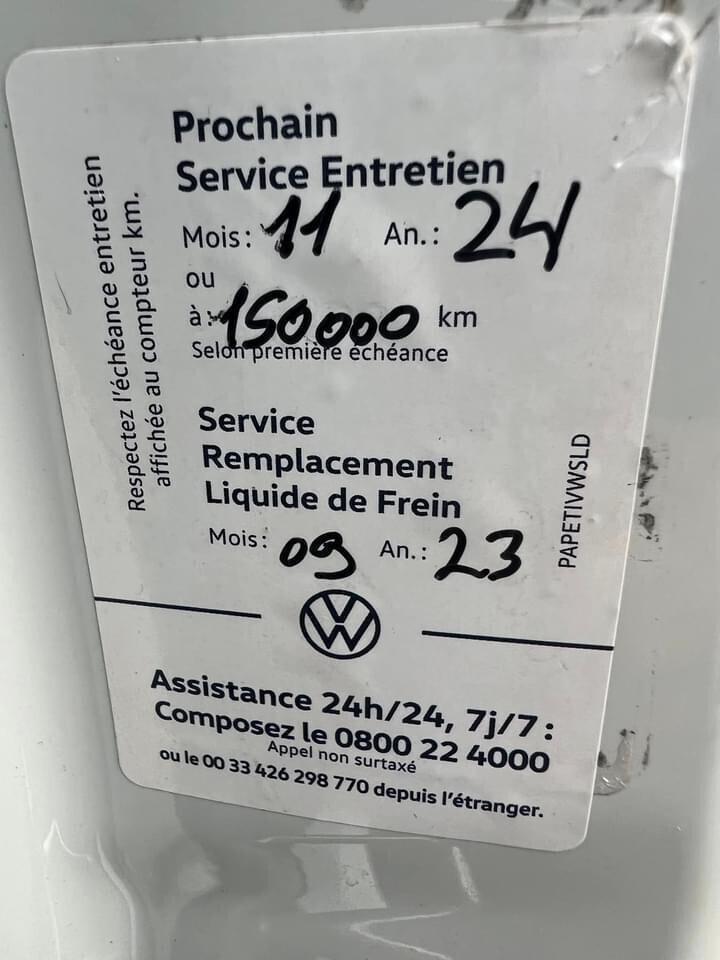 Prochain
Service Entretien
Mois: 11 An.: 24
ou
à: 150000 km
Selon première échéance
Respectez l'échéance entretien
affichée au compteur km.
Service
Remplacement
Liquide de Frein
Mois: 09 An.: 23
PAPETIVWSLD
VW
Assistance 24h/24, 7j/7:
Composez le 0800 22 4000
Appel non surtaxé
ou le 00 33 426 298 770 depuis l'étranger.